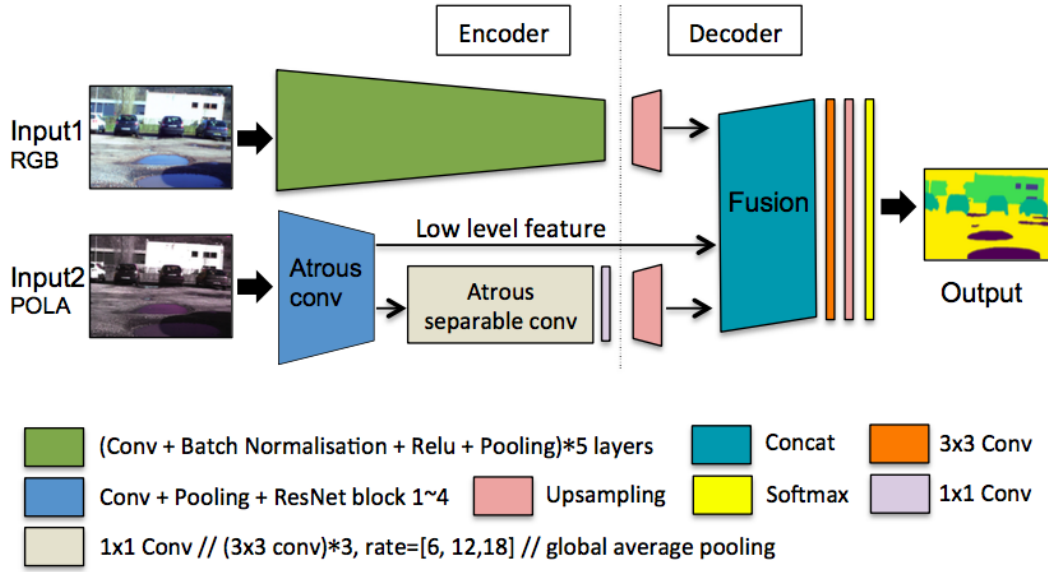 Encoder
Decoder
Input1
RGB
Fusion
Low level feature
Input2
POLA
Atrous
conv
Atrous
separable conv
Output
(Conv + Batch Normalisation + Relu + Pooling)*5 layers
Concat
3x3 Conv
Conv + Pooling + ResNet block 1~4
Upsampling
Softmax
1x1 Conv
1x1 Conv // (3x3 conv)*3, rate=[6, 12,18] // global average pooling